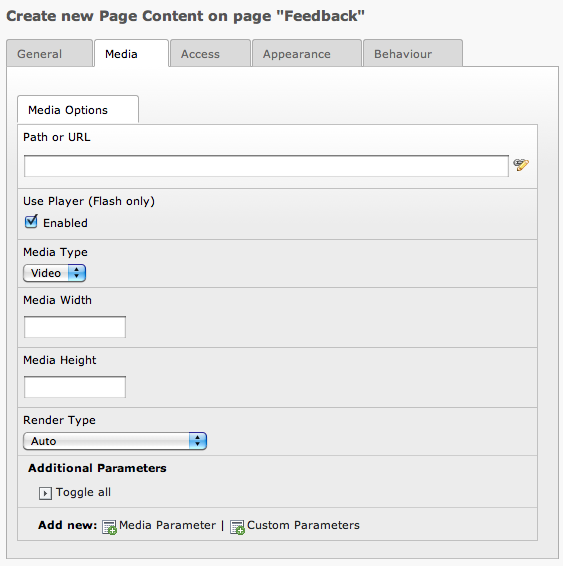 Create new Page Content on page "Feedback"
General Media Access Appearance Behaviour
Media Options
Path or URL
Use Player (Flash only)
Enabled
Media Type
Video
Media Width
Media Height
Render Type
Auto
Additional Parameters
Toggle all
Add new: Media Parameter | Custom Parameters